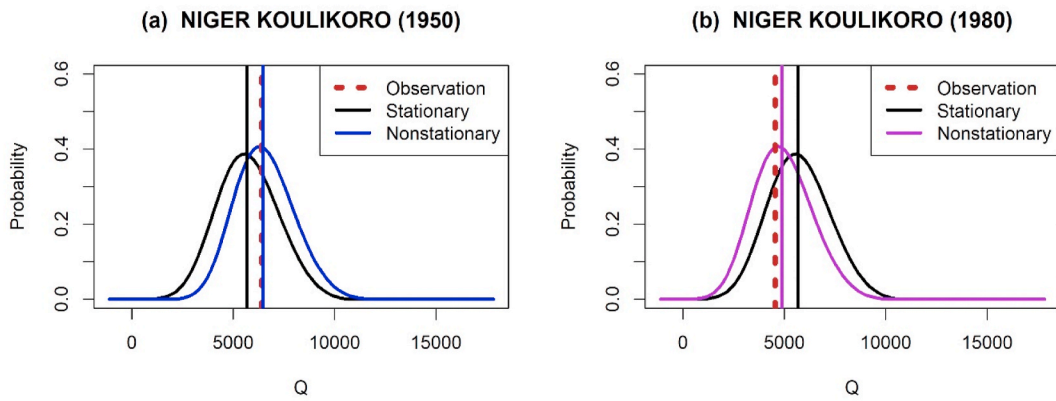 (a) NIGER KOULIKORO (1950)
Probability
0.0 0.2 0.4 0.6
Observation
Stationary
Nonstationary
0 5000 10000 15000
Q
(b) NIGER KOULIKORO (1980)
Probability
0.0 0.2 0.4 0.6
Observation
Stationary
Nonstationary
0 5000 10000 15000
Q